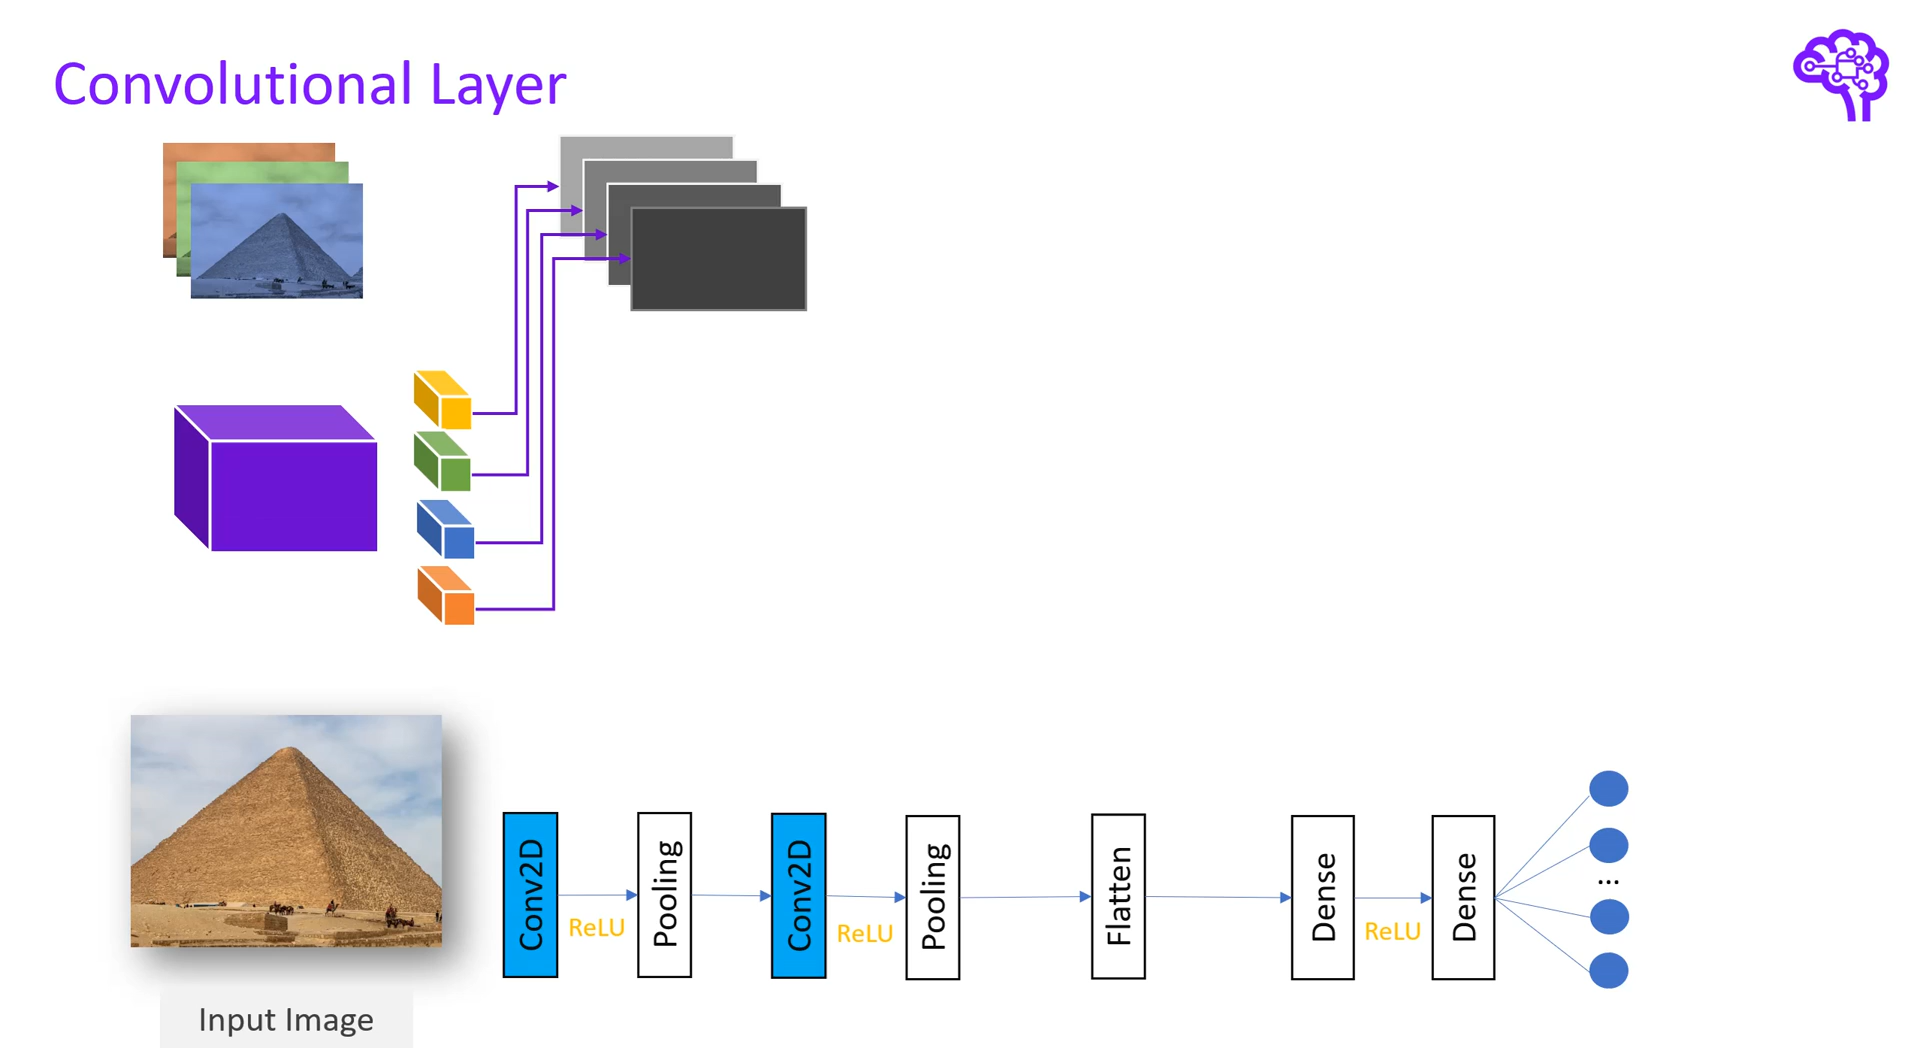 Convolutional Layer
Conv2D
ReLU
Pooling
Conv2D
ReLU
Pooling
Flatten
Dense
ReLU
Dense
...
Input Image